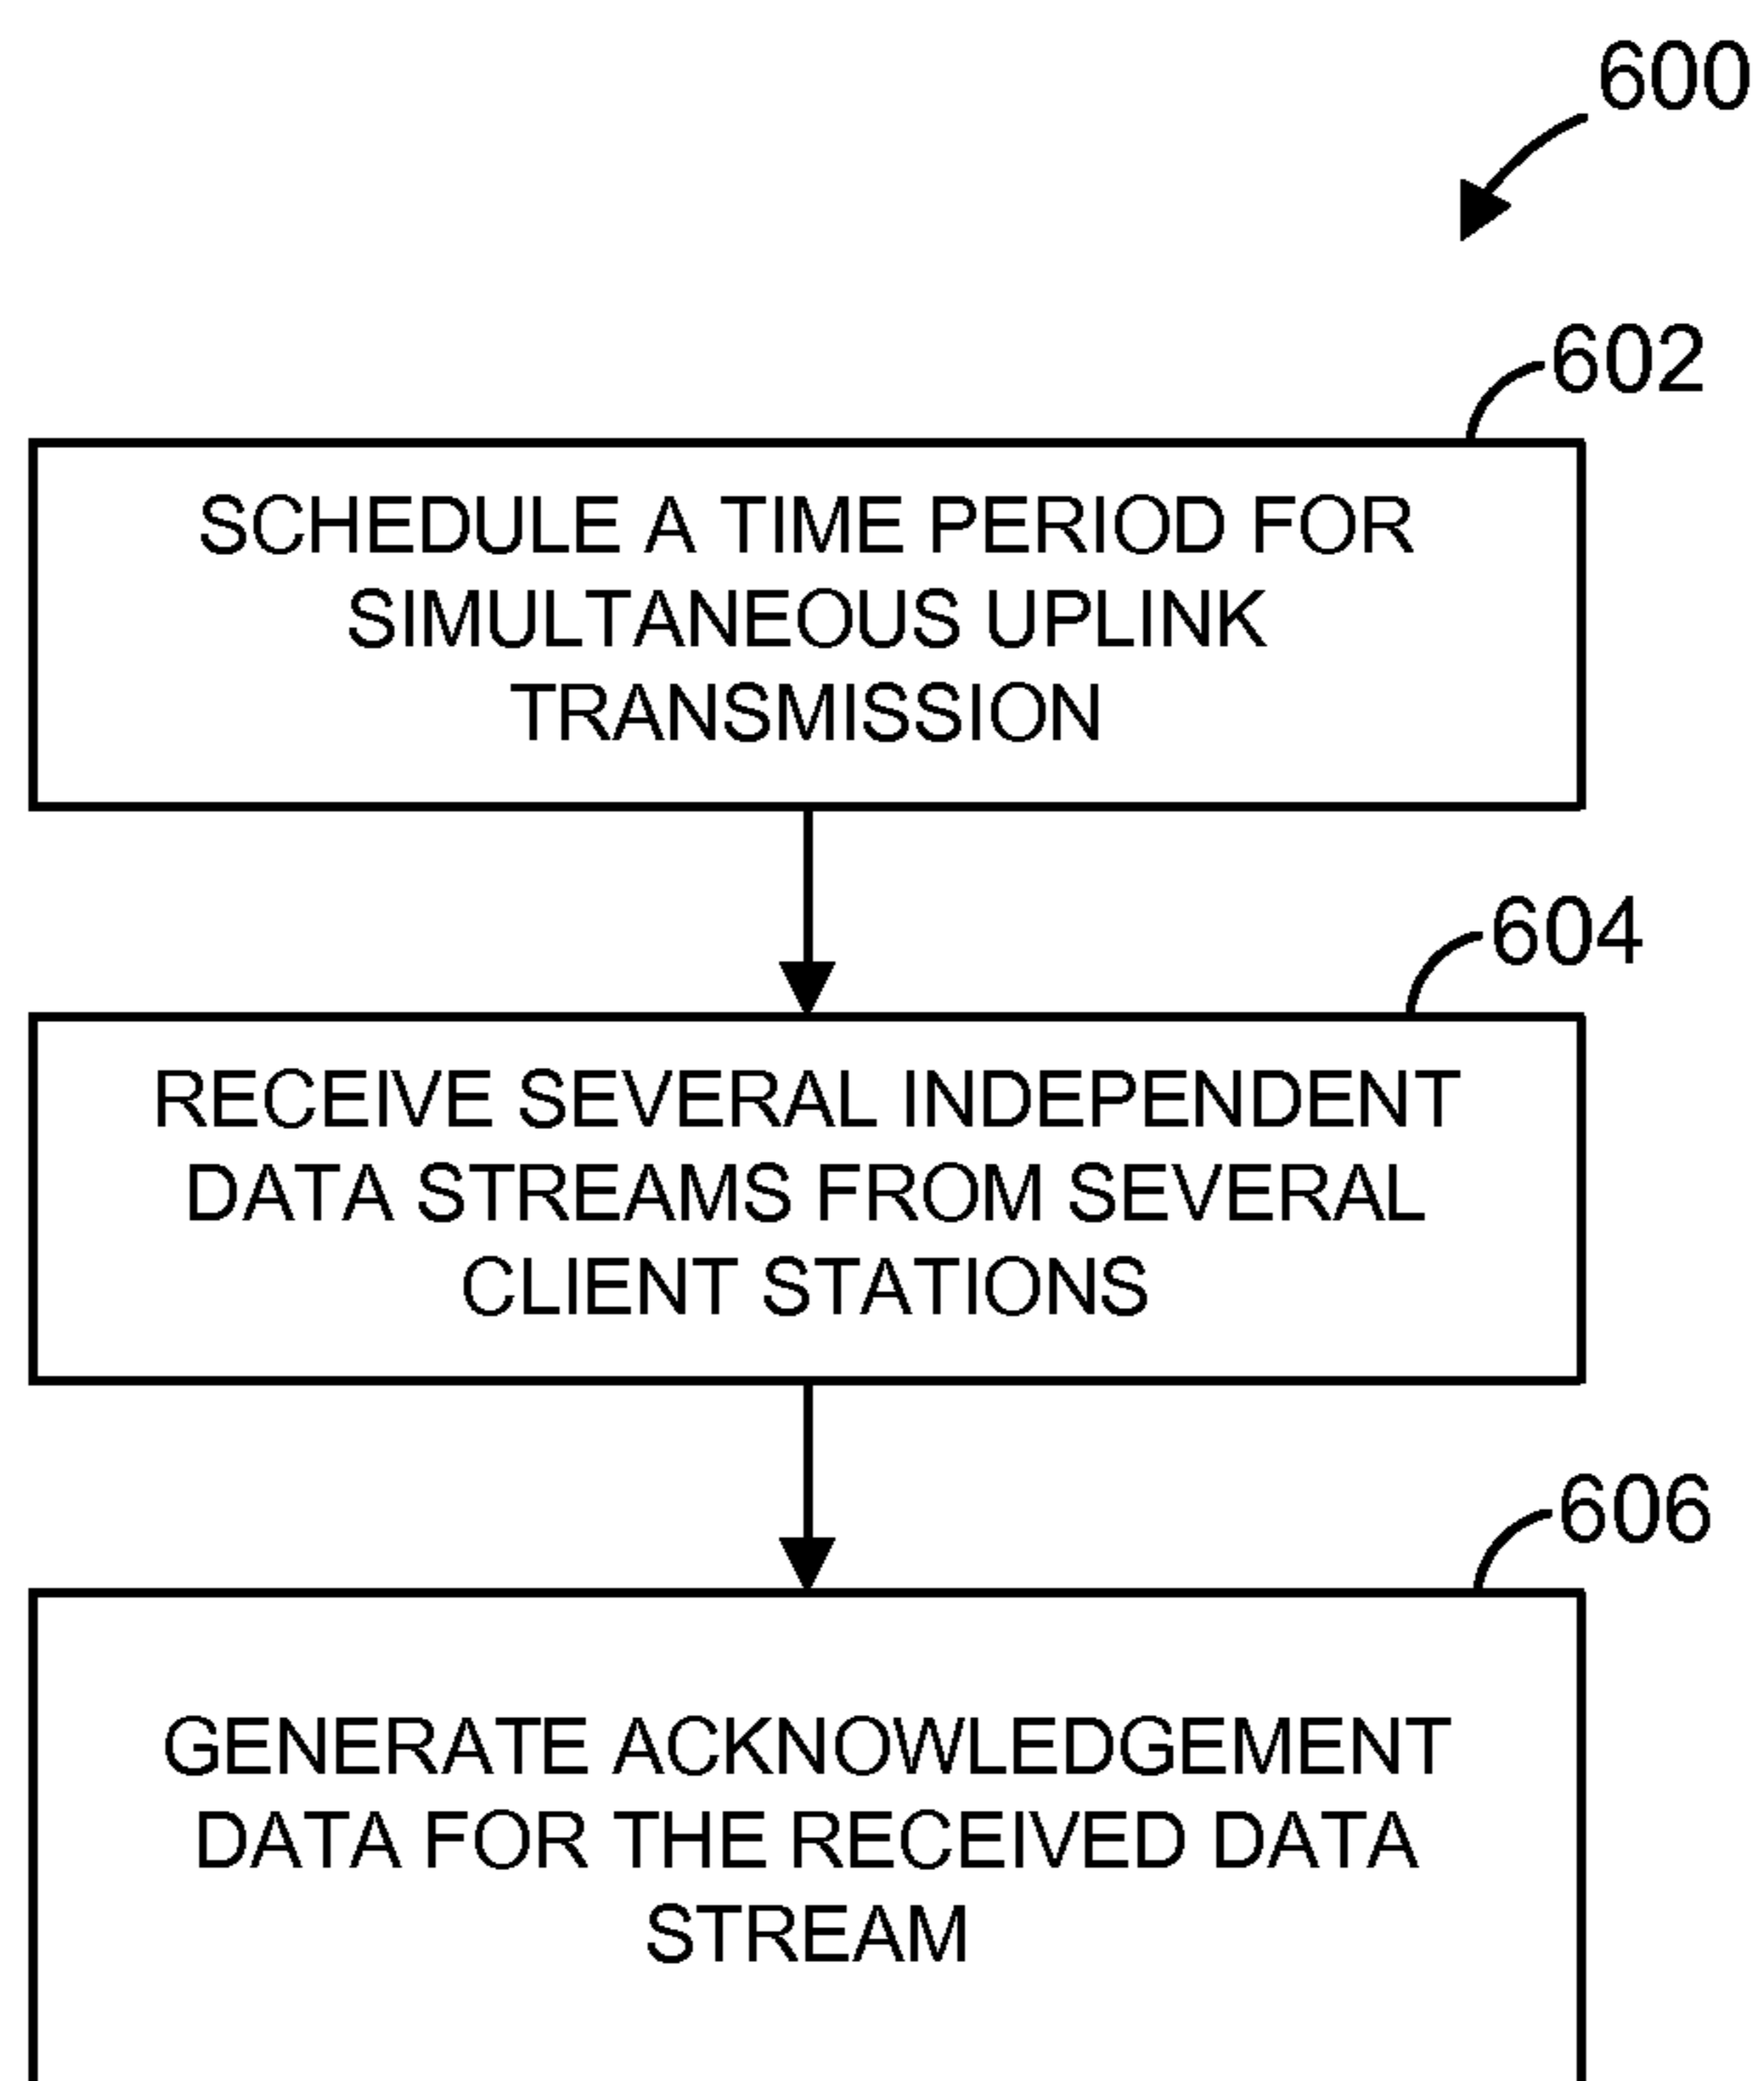 600
602
SCHEDULE A TIME PERIOD FOR
SIMULTANEOUS UPLINK
TRANSMISSION
604
RECEIVE SEVERAL INDEPENDENT
DATA STREAMS FROM SEVERAL
CLIENT STATIONS
606
GENERATE ACKNOWLEDGEMENT
DATA FOR THE RECEIVED DATA
STREAM